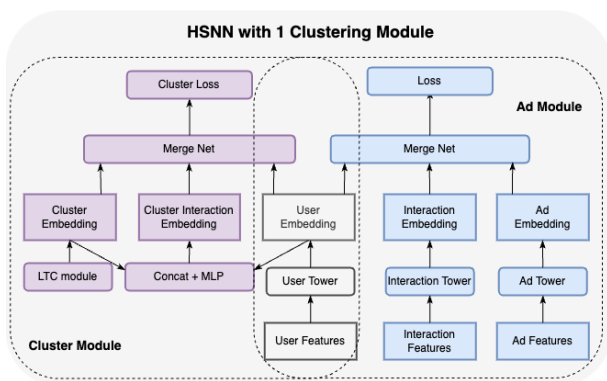 HSNN with 1 Clustering Module
Cluster Loss
Loss
Ad Module
Merge Net
Merge Net
Cluster
Embedding
Cluster Interaction
Embedding
User
Embedding
Interaction
Embedding
Ad
Embedding
LTC module
Concat + MLP
User Tower
Interaction Tower
Ad Tower
Cluster Module
User Features
Interaction
Features
Ad Features